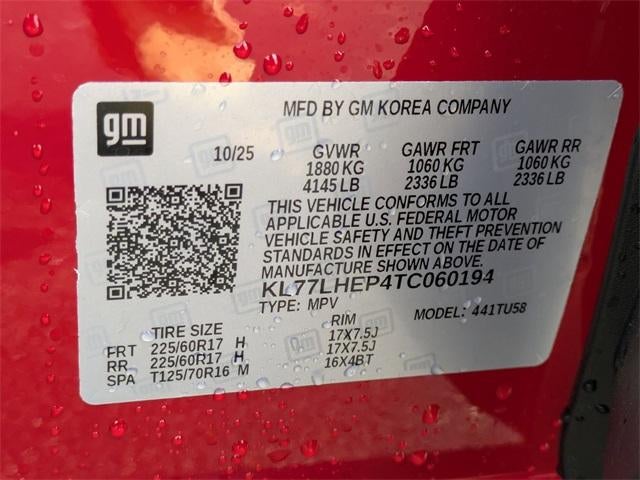 gm
MFD BY GM KOREA COMPANY
10/25 GVWR GAWR FRT GAWR RR
1880 KG 1060 KG 1060 KG
4145 LB 2336 LB 2336 LB
THIS VEHICLE CONFORMS TO ALL
APPLICABLE U.S. FEDERAL MOTOR
VEHICLE SAFETY AND THEFT PREVENTION
STANDARDS IN EFFECT ON THE DATE OF
MANUFACTURE SHOWN ABOVE.
KL77LHEP4TC060194
TYPE: MPV MODEL: 441TU58
TIRE SIZE RIM
FRT 225/60R17 H 17X7.5J
RR 225/60R17 H 17X7.5J
SPA T125/70R16 M 16X4BT